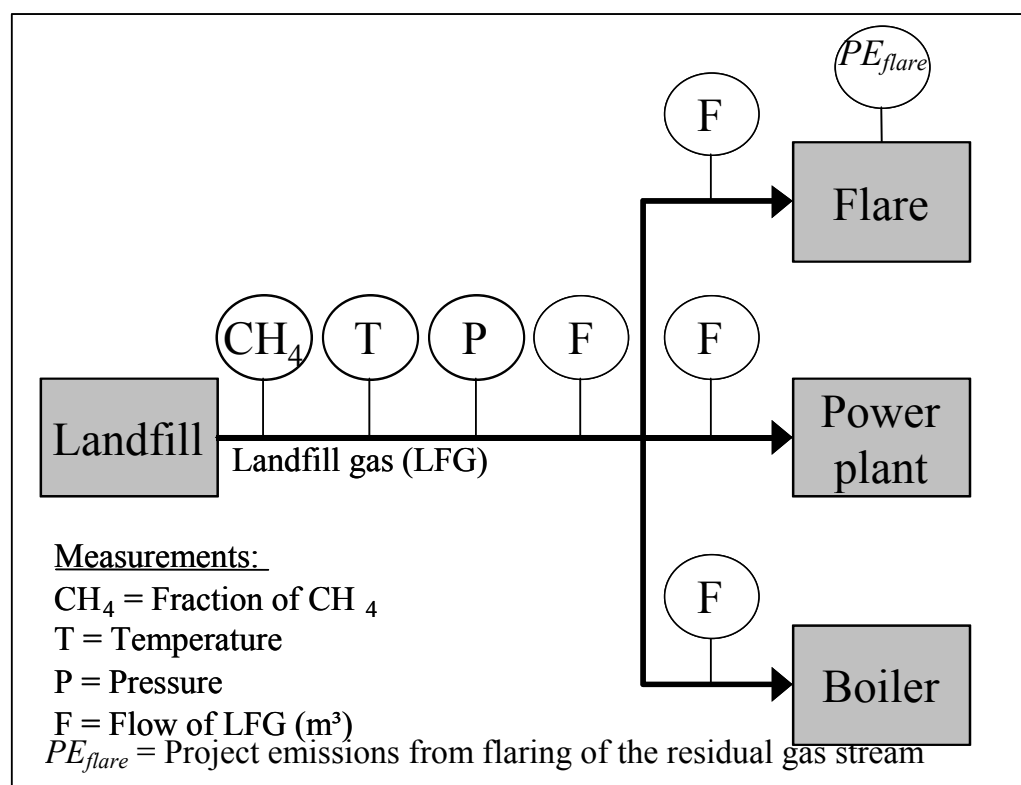 PE_flare
F
Flare
CH₄ T P F F
Landfill
Power
plant
Landfill gas (LFG)
Measurements:
CH₄ = Fraction of CH ₄
T = Temperature
P = Pressure
F = Flow of LFG (m³)
F
Boiler
PE_flare = Project emissions from flaring of the residual gas stream